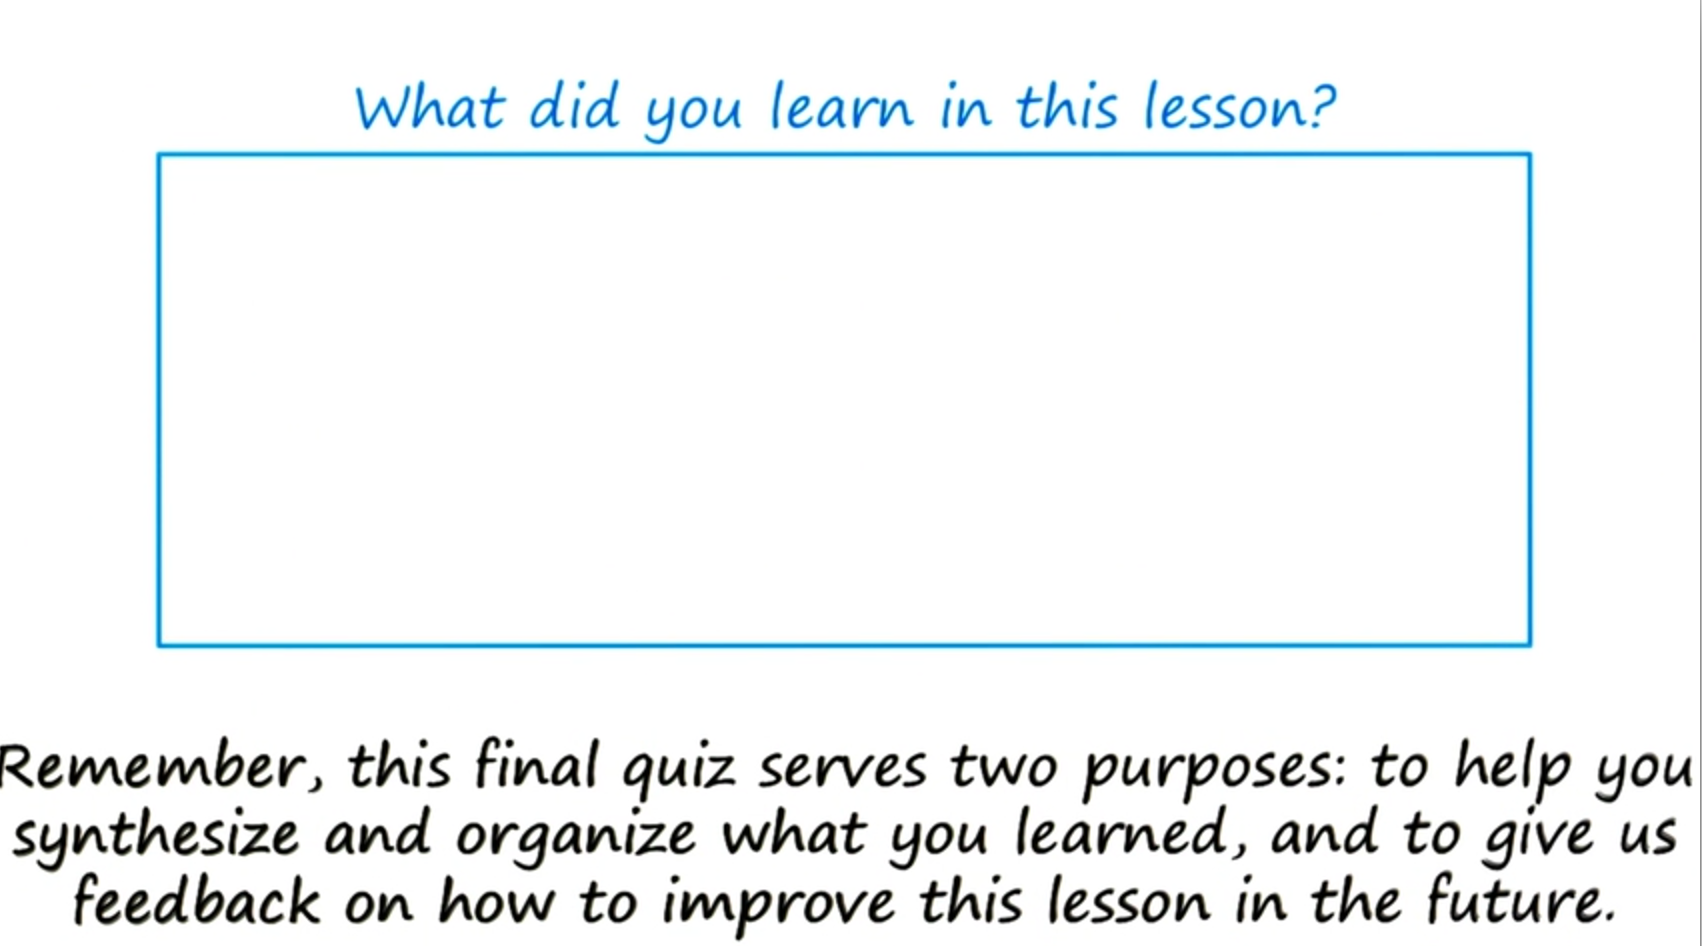 What did you learn in this lesson?
Remember, this final quiz serves two purposes: to help you
synthesize and organize what you learned, and to give us
feedback on how to improve this lesson in the future.